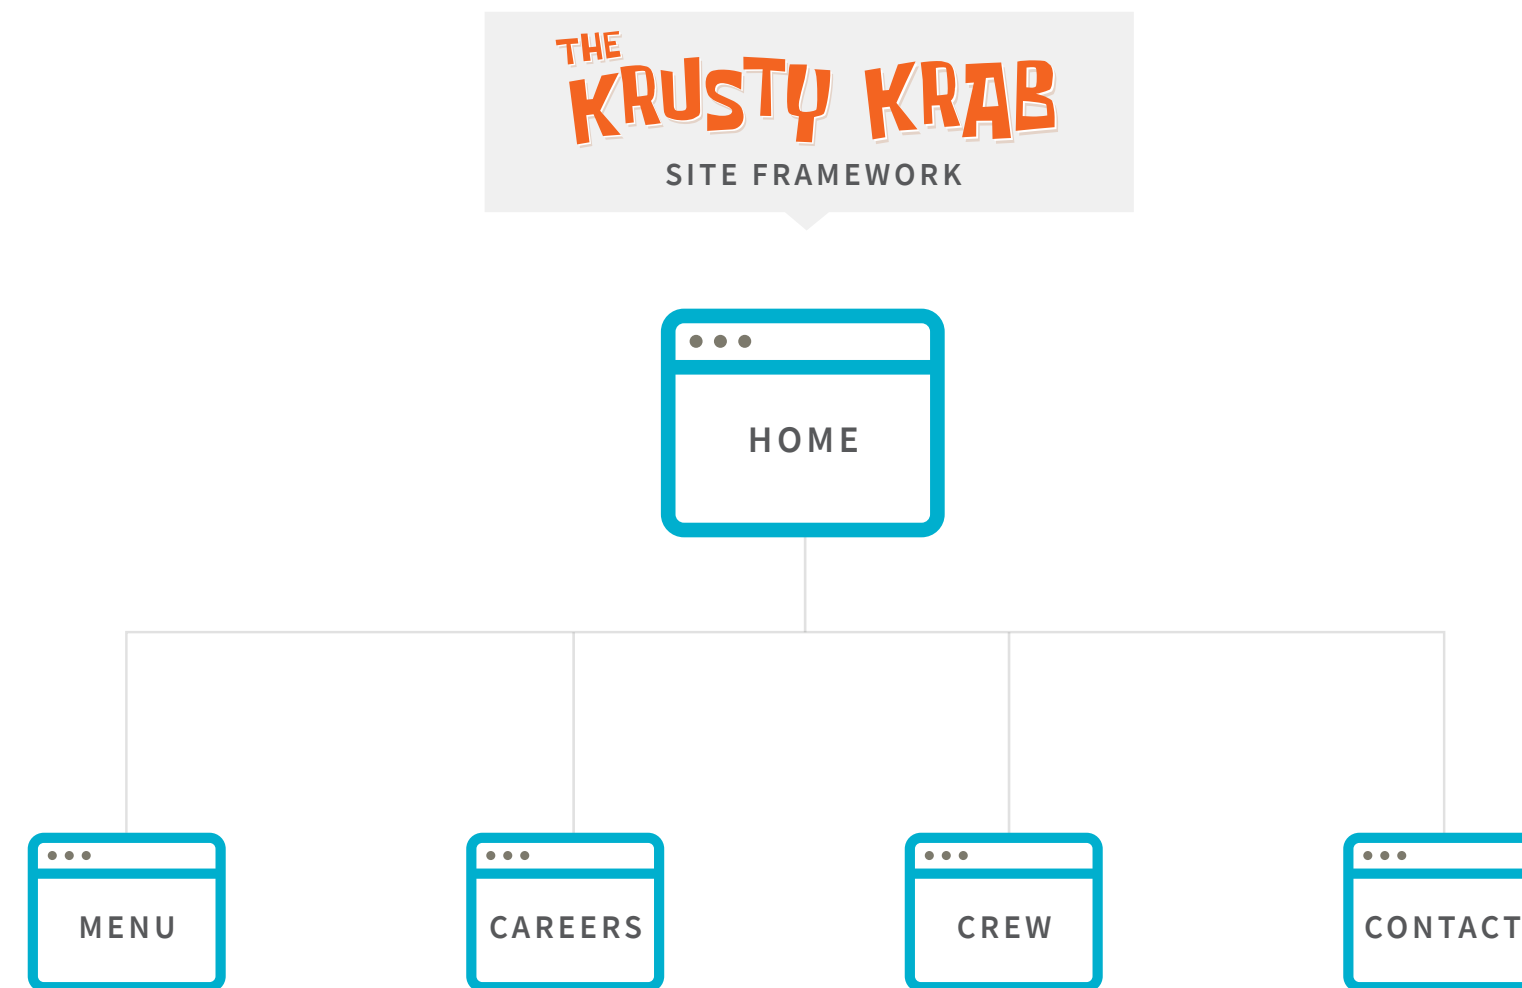 THE
KRUSTY KRAB
SITE FRAMEWORK
HOME
MENU
CAREERS
CREW
CONTACT